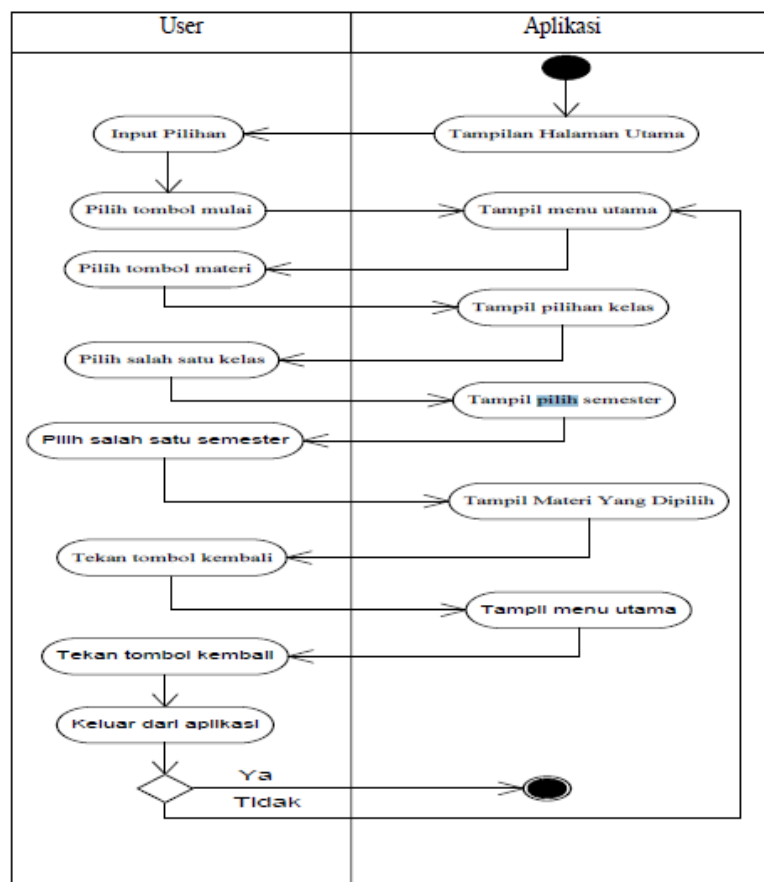 User
Aplikasi
Tampilan Halaman Utama
Input Pilihan
Pilih tombol mulai
Tampil menu utama
Pilih tombol materi
Tampil pilihan kelas
Pilih salah satu kelas
Tampil pilih semester
Pilih salah satu semester
Tampil Materi Yang Dipilih
Tekan tombol kembali
Tampil menu utama
Tekan tombol kembali
Keluar dari aplikasi
Ya
Tidak